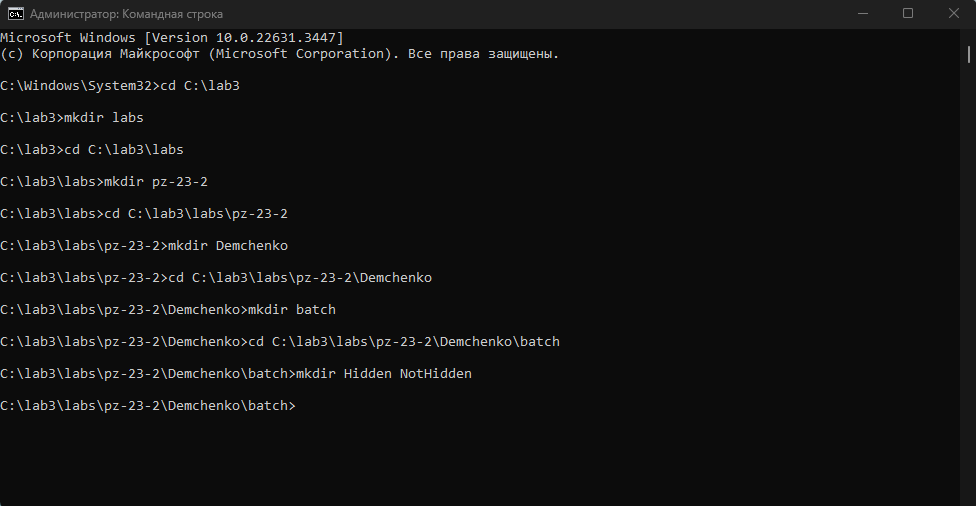 Администратор: Командная строка
Microsoft Windows [Version 10.0.22631.3447]
(c) Корпорация Майкрософт (Microsoft Corporation). Все права защищены.
C:\Windows\System32>cd C:\lab3
C:\lab3>mkdir labs
C:\lab3>cd C:\lab3\labs
C:\lab3\labs>mkdir pz-23-2
C:\lab3\labs>cd C:\lab3\labs\pz-23-2
C:\lab3\labs\pz-23-2>mkdir Demchenko
C:\lab3\labs\pz-23-2>cd C:\lab3\labs\pz-23-2\Demchenko
C:\lab3\labs\pz-23-2\Demchenko>mkdir batch
C:\lab3\labs\pz-23-2\Demchenko>cd C:\lab3\labs\pz-23-2\Demchenko\batch
C:\lab3\labs\pz-23-2\Demchenko\batch>mkdir Hidden NotHidden
C:\lab3\labs\pz-23-2\Demchenko\batch>